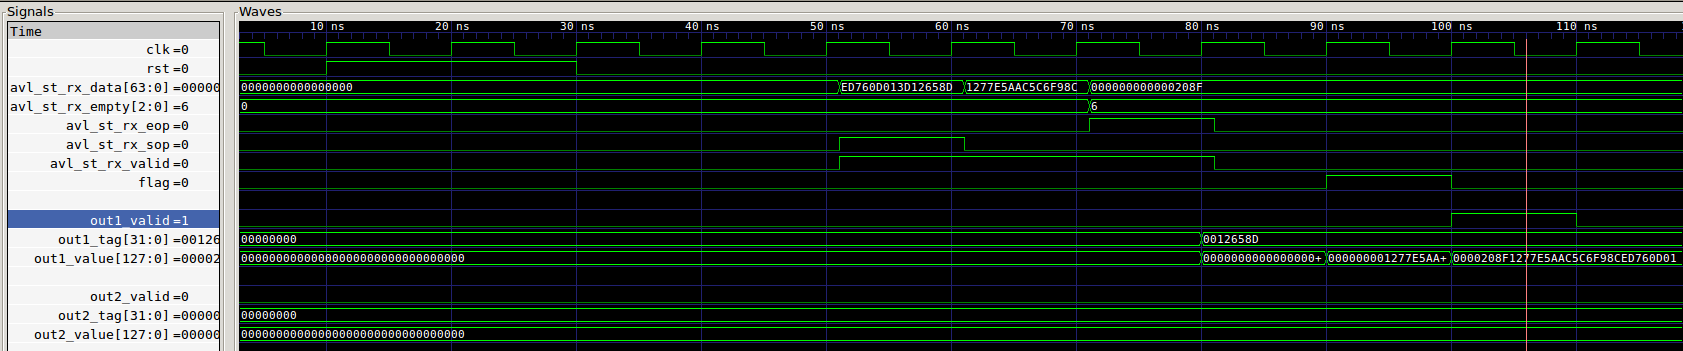 Signals Waves
Time 10 ns 20 ns 30 ns 40 ns 50 ns 60 ns 70 ns 80 ns 90 ns 100 ns 110 ns
clk=0
rst=0
avl_st_rx_data[63:0]=00000 0000000000000000 ED760D013D12658D 1277E5AAC5C6F98C 000000000000208F
avl_st_rx_empty[2:0]=6 0 6
avl_st_rx_eop=0
avl_st_rx_sop=0
avl_st_rx_valid=0
flag=0
out1_valid=1
out1_tag[31:0]=00126 00000000 0012658D
out1_value[127:0]=00002 00000000000000000000000000000000 0000000000000000+ 000000001277E5AA+ 0000208F1277E5AAC5C6F98CED760D01
out2_valid=0
out2_tag[31:0]=00000 00000000
out2_value[127:0]=00000 00000000000000000000000000000000